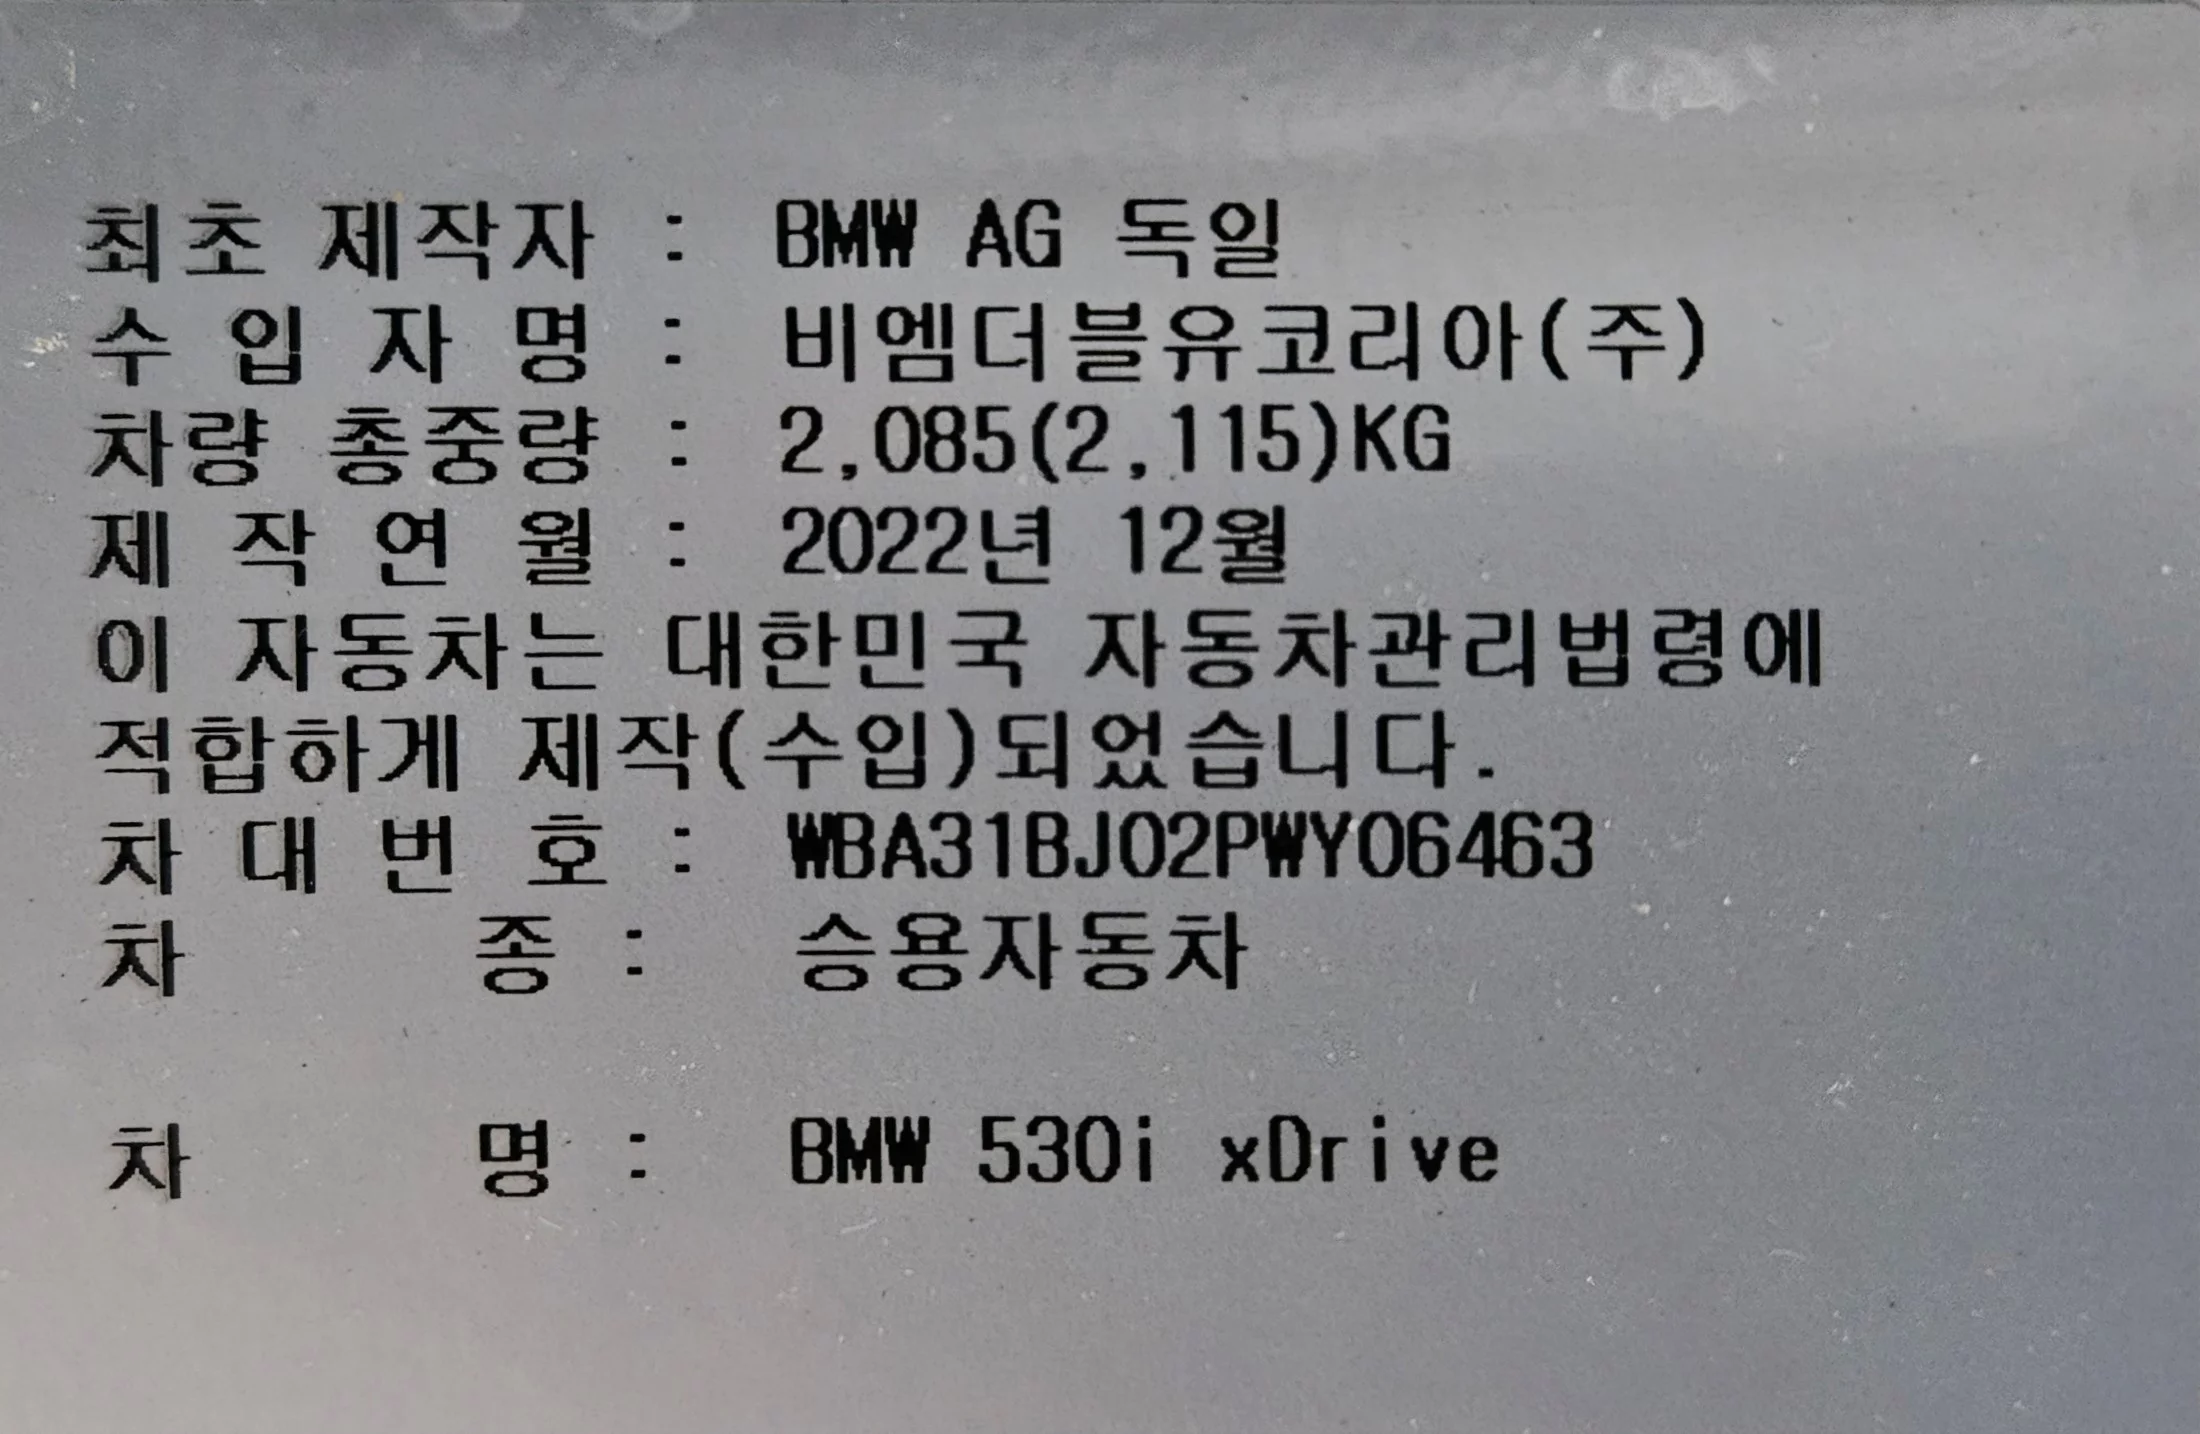 최초 제작자 : BMW AG 독일
수 입 자 명 : 비엠더블유코리아(주)
차량 총중량 : 2,085(2,115)KG
제 작 연 월 : 2022년 12월
이 자동차는 대한민국 자동차관리법령에
적합하게 제작(수입)되었습니다.
차 대 번 호 : WBA31BJ02PWY06463
차 종 : 승용자동차
차 명 : BMW 530i xDrive